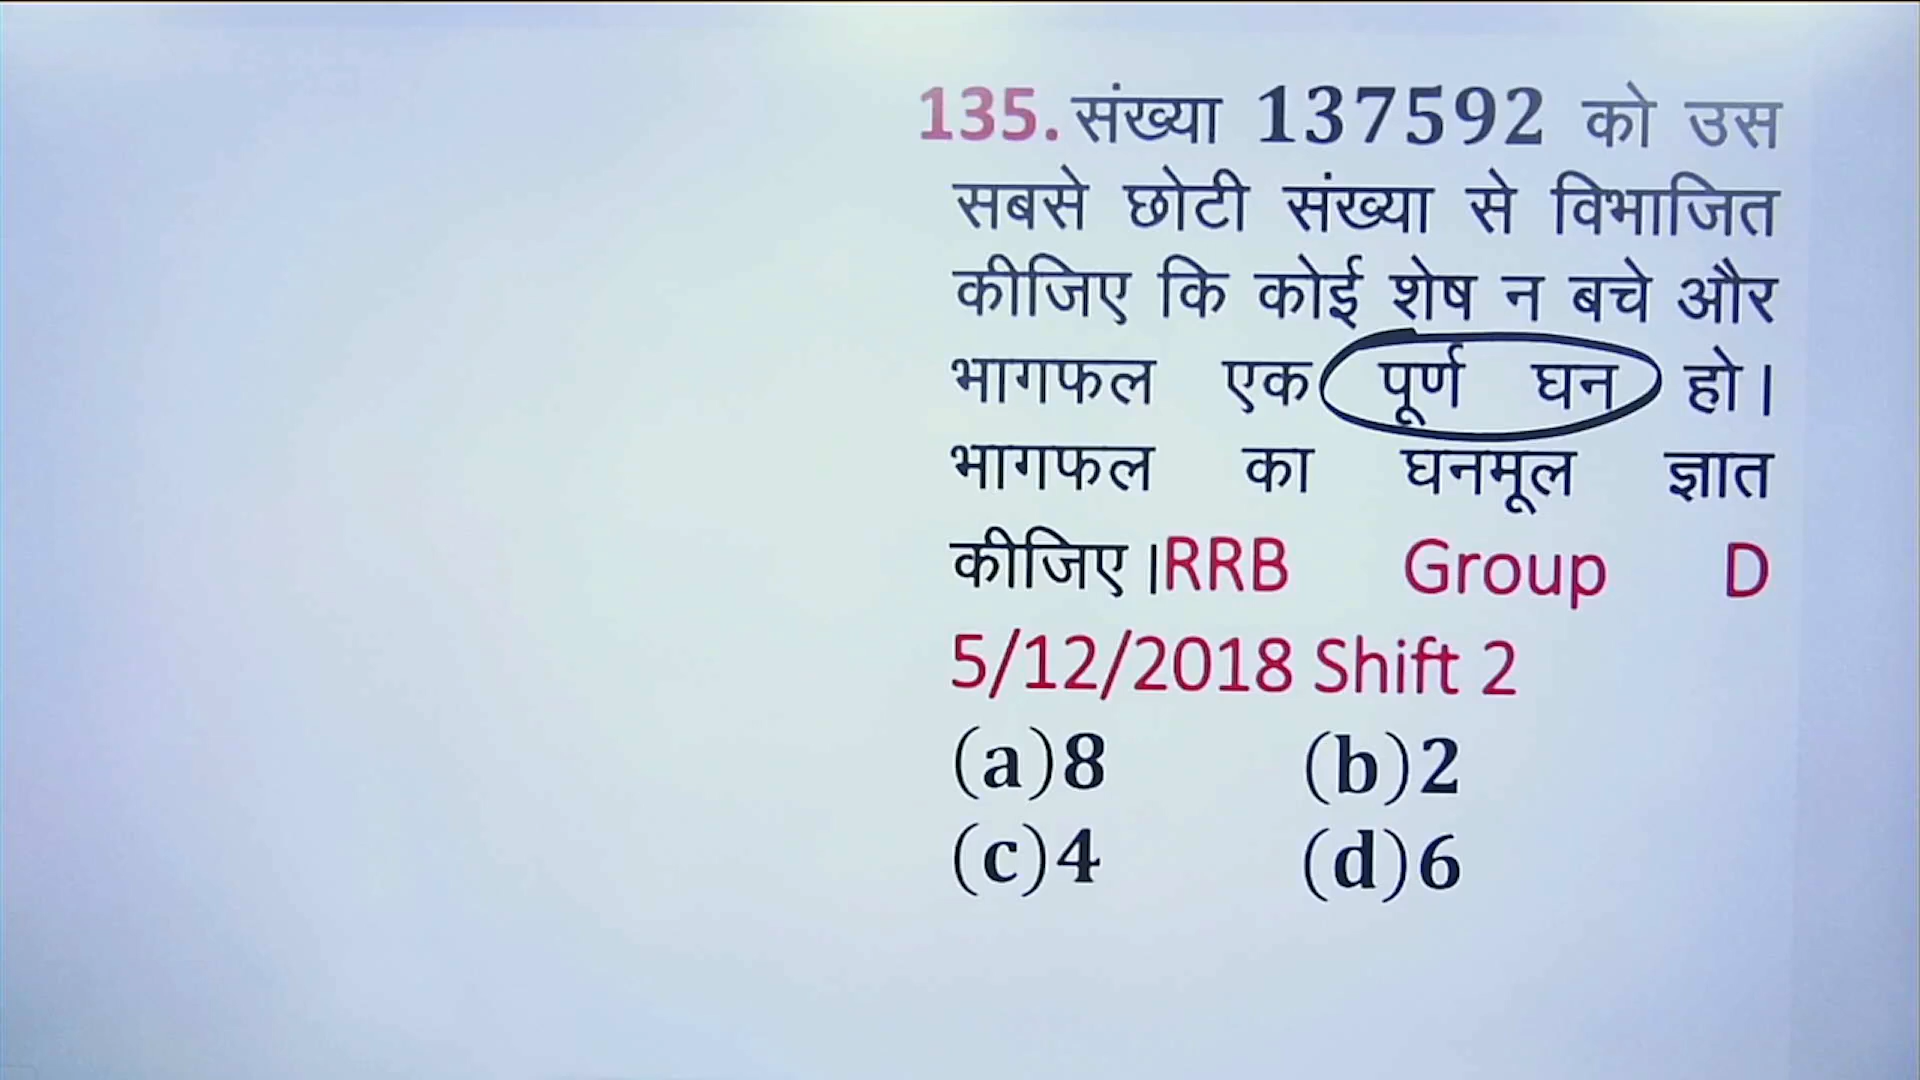 135. संख्या 137592 को उस
सबसे छोटी संख्या से विभाजित
कीजिए कि कोई शेष न बचे और
भागफल एक पूर्ण घन हो।
भागफल का घनमूल ज्ञात
कीजिए।RRB Group D
5/12/2018 Shift 2
(a)8 (b)2
(c)4 (d)6